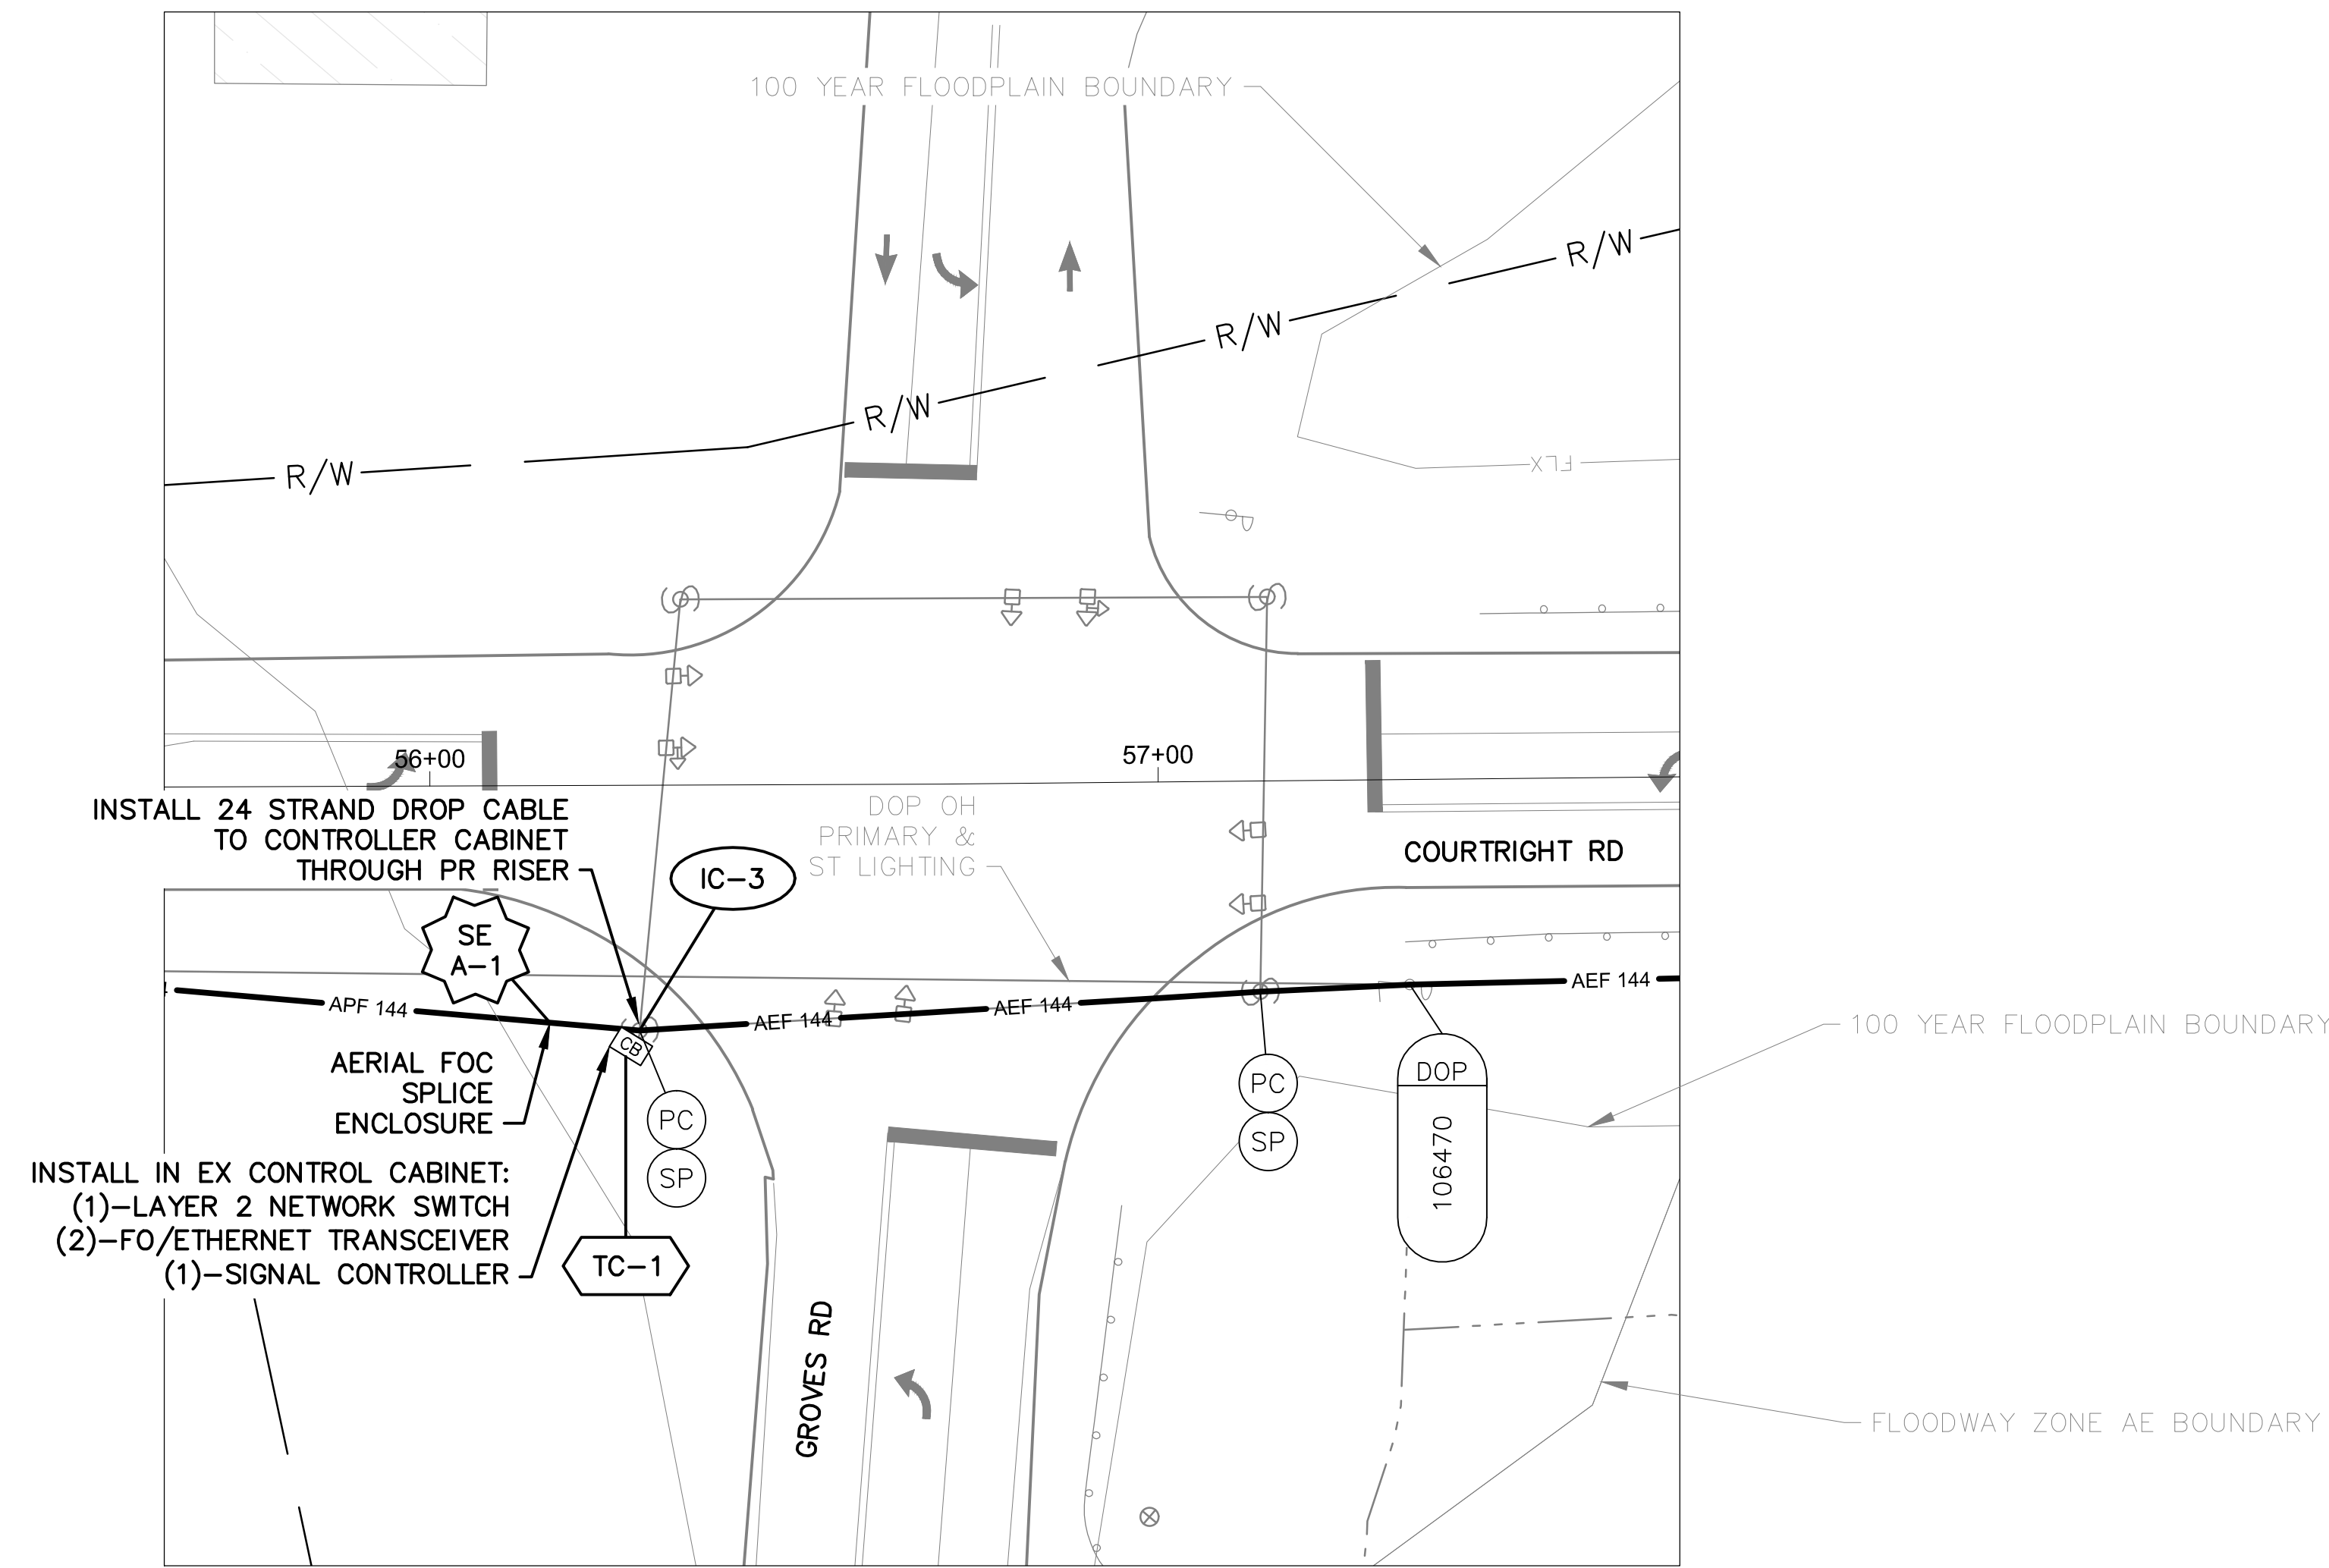 100 YEAR FLOODPLAIN BOUNDARY
R/W
R/W
R/W
R/W
FLX
56+00
57+00
INSTALL 24 STRAND DROP CABLE
TO CONTROLLER CABINET
THROUGH PR RISER
DOP OH
PRIMARY &
ST LIGHTING
COURTRIGHT RD
IC-3
SE
A-1
APF 144
AEF 144
AEF 144
AEF 144
CB
AERIAL FOC
SPLICE
ENCLOSURE
PC
SP
PC
SP
DOP
106470
100 YEAR FLOODPLAIN BOUNDARY
INSTALL IN EX CONTROL CABINET:
(1)-LAYER 2 NETWORK SWITCH
(2)-FO/ETHERNET TRANSCEIVER
(1)-SIGNAL CONTROLLER
TC-1
GROVES RD
FLOODWAY ZONE AE BOUNDARY